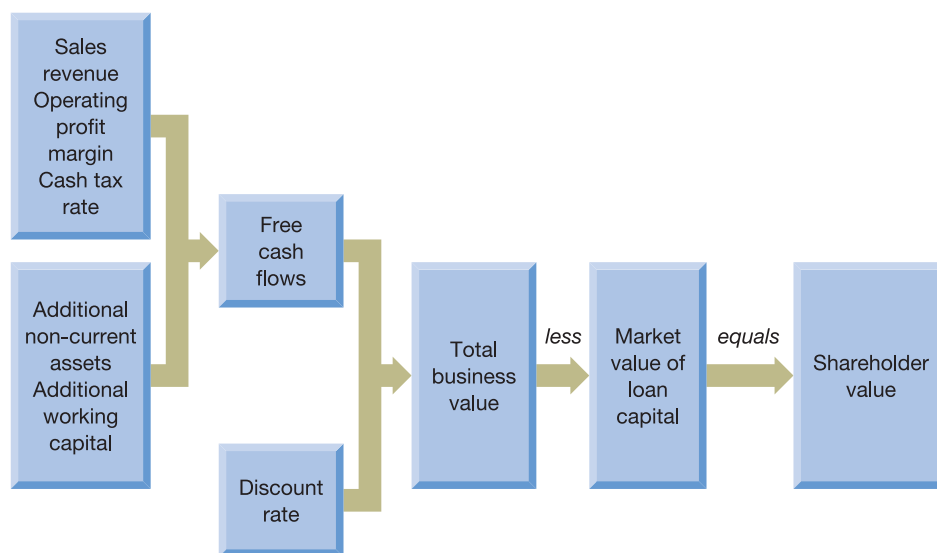 Sales
revenue
Operating
profit
margin
Cash tax
rate
Additional
non-current
assets
Additional
working
capital
Free
cash
flows
Discount
rate
Total
business
value
less
Market
value of
loan
capital
equals
Shareholder
value